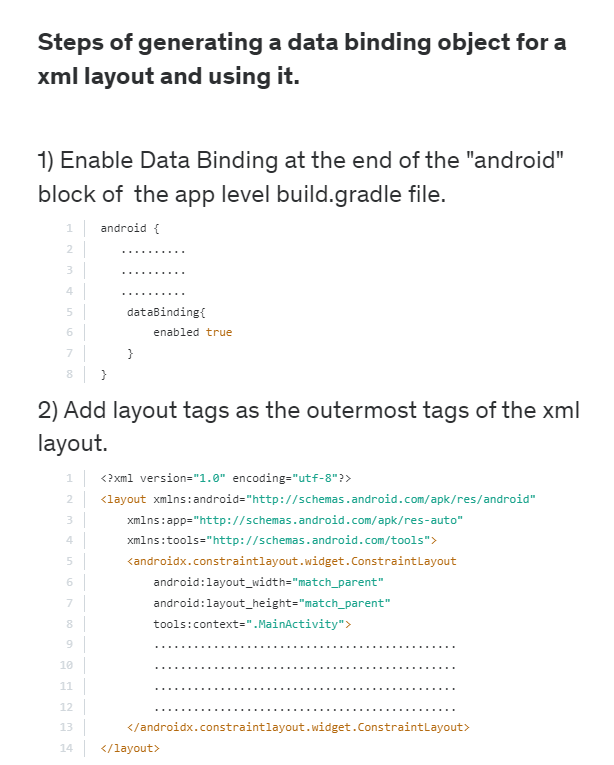 Steps of generating a data binding object for a
xml layout and using it.
1) Enable Data Binding at the end of the "android"
block of the app level build.gradle file.
1 android {
2 ..........
3 ..........
4 ..........
5 dataBinding{
6 enabled true
7 }
8 }
2) Add layout tags as the outermost tags of the xml
layout.
1 <?xml version="1.0" encoding="utf-8"?>
2 <layout xmlns:android="http://schemas.android.com/apk/res/android"
3 xmlns:app="http://schemas.android.com/apk/res-auto"
4 xmlns:tools="http://schemas.android.com/tools">
5 <androidx.constraintlayout.widget.ConstraintLayout
6 android:layout_width="match_parent"
7 android:layout_height="match_parent"
8 tools:context=".MainActivity">
9 ..............................................
10 ..............................................
11 ..............................................
12 ..............................................
13 </androidx.constraintlayout.widget.ConstraintLayout>
14 </layout>